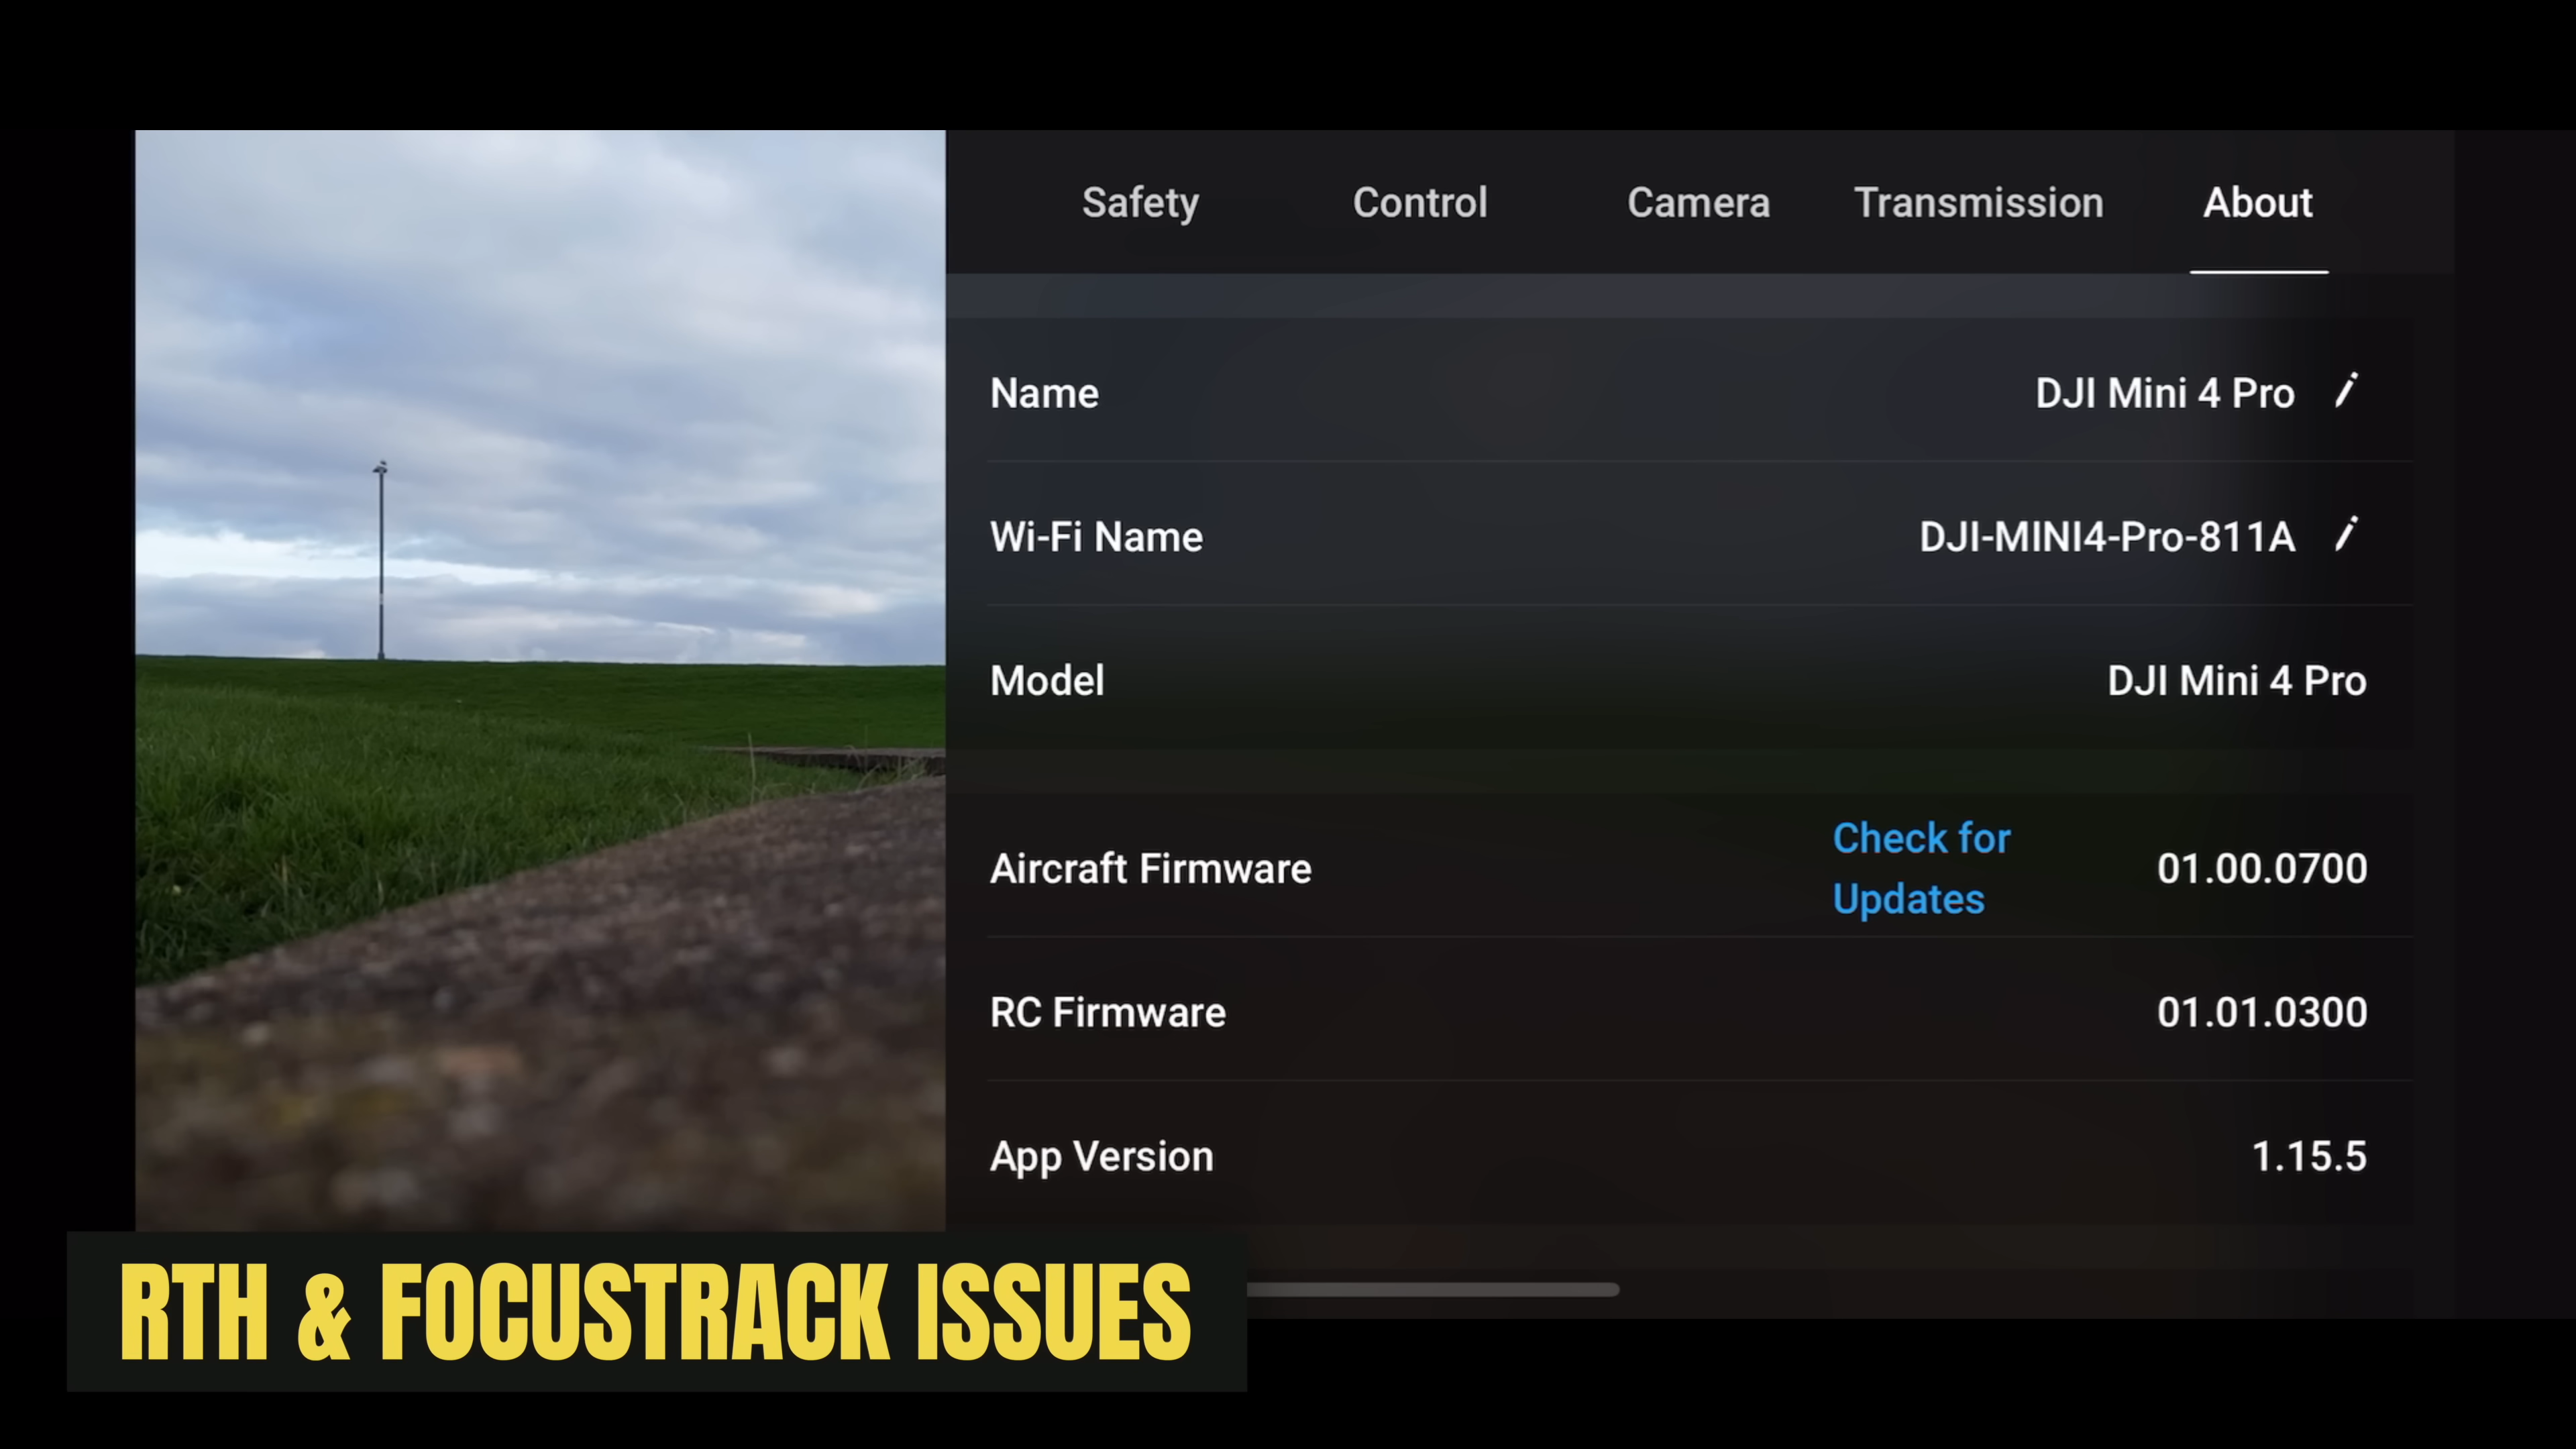 Safety Control Camera Transmission About
Name DJI Mini 4 Pro
Wi-Fi Name DJI-MINI4-Pro-811A
Model DJI Mini 4 Pro
Aircraft Firmware Check for Updates 01.00.0700
RC Firmware 01.01.0300
App Version 1.15.5
RTH & FOCUSTRACK ISSUES